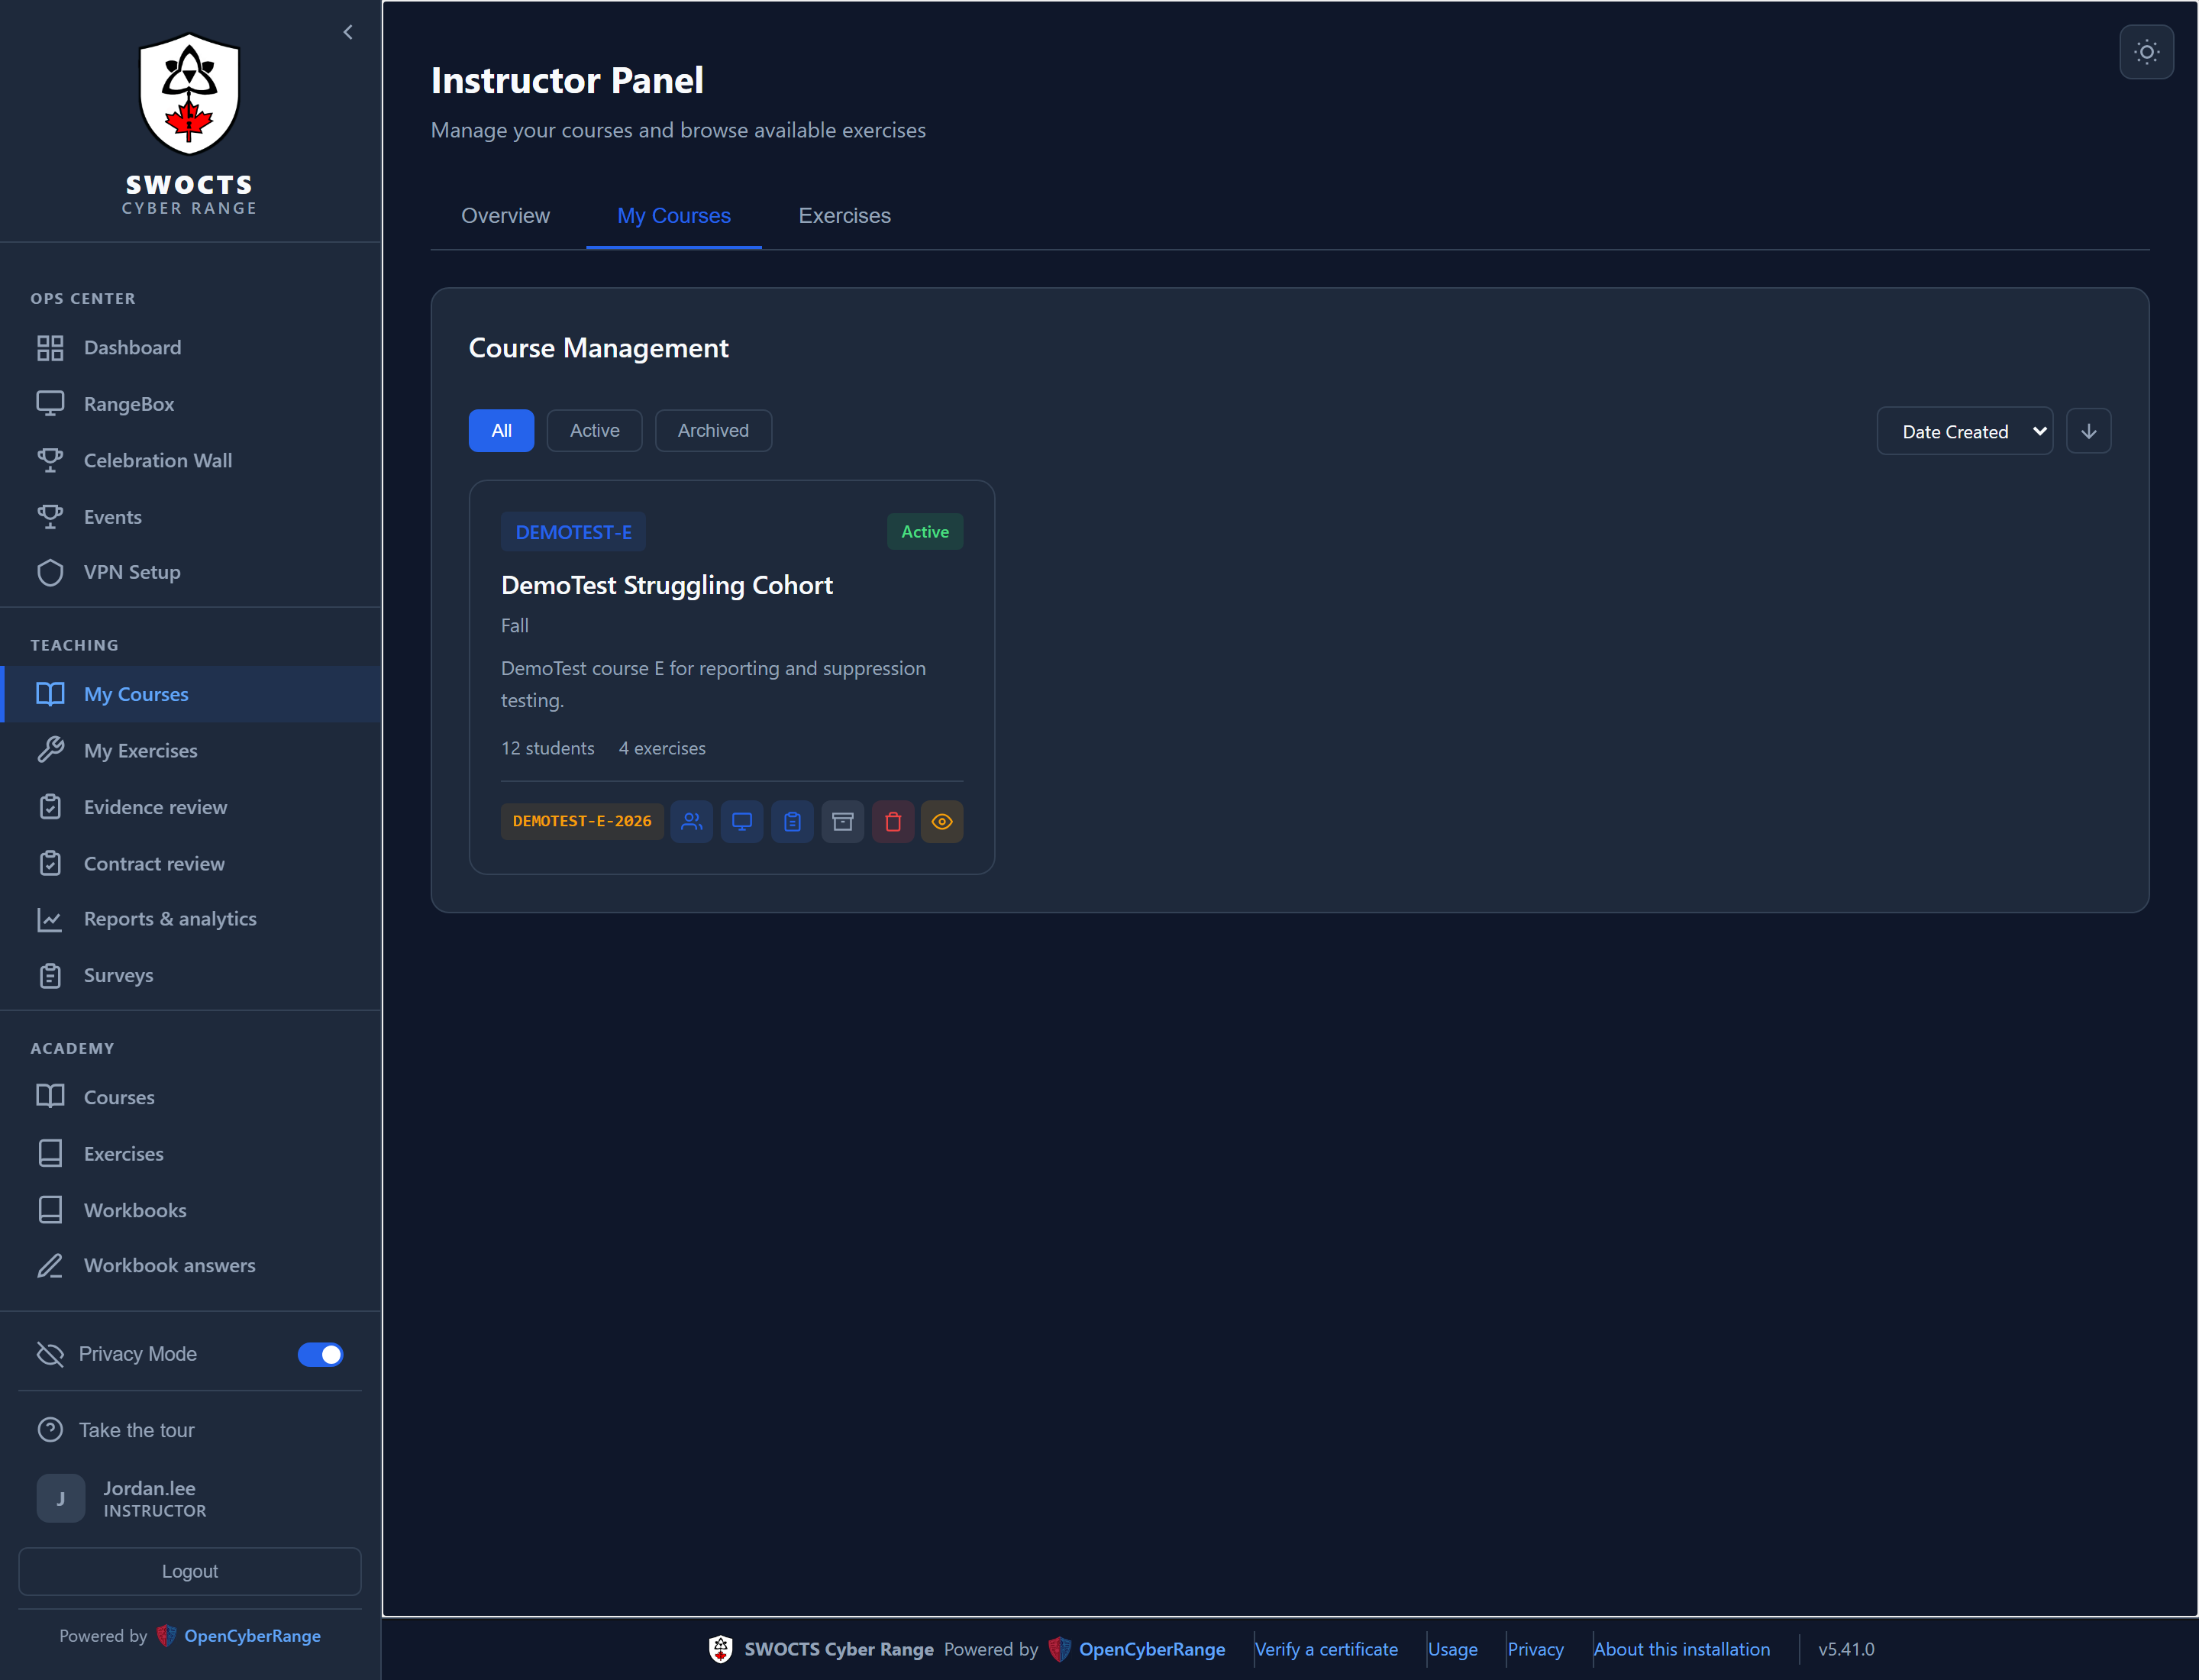 SWOCTS
CYBER RANGE
OPS CENTER
Dashboard
RangeBox
Celebration Wall
Events
VPN Setup
TEACHING
My Courses
My Exercises
Evidence review
Contract review
Reports & analytics
Surveys
ACADEMY
Courses
Exercises
Workbooks
Workbook answers
Privacy Mode
Take the tour
J
Jordan.lee
INSTRUCTOR
Logout
Powered by OpenCyberRange
Instructor Panel
Manage your courses and browse available exercises
Overview My Courses Exercises
Course Management
All Active Archived Date Created
DEMOTEST-E Active
DemoTest Struggling Cohort
Fall
DemoTest course E for reporting and suppression
testing.
12 students 4 exercises
DEMOTEST-E-2026
SWOCTS Cyber Range Powered by OpenCyberRange Verify a certificate Usage Privacy About this installation v5.41.0